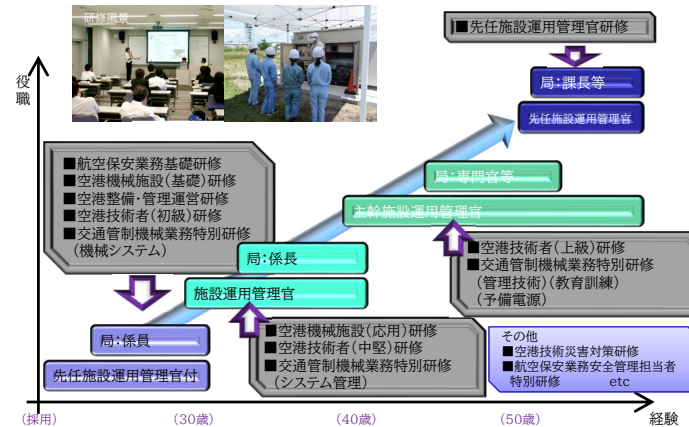 研修風景
■先任施設運用管理官研修
役職
局：課長等
先任施設運用管理官
■航空保安業務基礎研修
■空港機械施設（基礎）研修
■空港整備・管理運営研修
■空港技術者（初級）研修
■交通管制機械業務特別研修
（機械システム）
局：専門官等
主幹施設運用管理官
局：係長
施設運用管理官
■空港技術者（上級）研修
■交通管制機械業務特別研修
（管理技術）（教育訓練）
（予備電源）
局：係員
先任施設運用管理官付
■空港機械施設（応用）研修
■空港技術者（中堅）研修
■交通管制機械業務特別研修
（システム管理）
その他
■空港技術災害対策研修
■航空保安業務安全管理担当者
特別研修 etc
（採用） （30歳） （40歳） （50歳） 経験